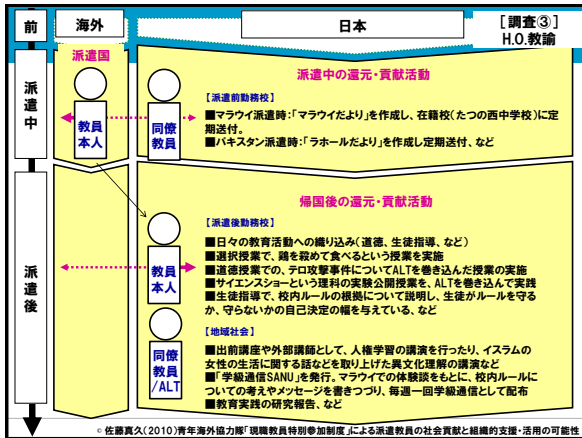 前
海外
日本
[調査③]
H.O.教諭
派遣中
派遣国
教員
本人
同僚
教員
派遣中の還元・貢献活動
【派遣前勤務校】
■マラウイ派遣時:「マラウイだより」を作成し、在籍校(たつの西中学校)に定
期送付。
■パキスタン派遣時:「ラホールだより」を作成し定期送付、など
派遣後
教員
本人
同僚
教員
/ALT
帰国後の還元・貢献活動
【派遣後勤務校】
■日々の教育活動への織り込み(道徳、生徒指導、など)
■選択授業で、鶏を殺めて食べるという授業を実施
■道徳授業での、テロ攻撃事件についてALTを巻き込んだ授業の実施
■サイエンスショーという理科の実験公開授業を、ALTを巻き込んで実践
■生徒指導で、校内ルールの根拠について説明し、生徒がルールを守る
か、守らないかの自己決定の幅を与えている、など
【地域社会】
■出前講座や外部講師として、人権学習の講演を行ったり、イスラムの
女性の生活に関する話などを取り上げた異文化理解の講演など
■「学級通信SANU」を発行。マラウイでの体験談をもとに、校内ルール
についての考えやメッセージを書きつづり、毎週一回学級通信として配布
■教育実践の研究報告、など
© 佐藤真久(2010)青年海外協力隊「現職教員特別参加制度」による派遣教員の社会貢献と組織的支援・活用の可能性